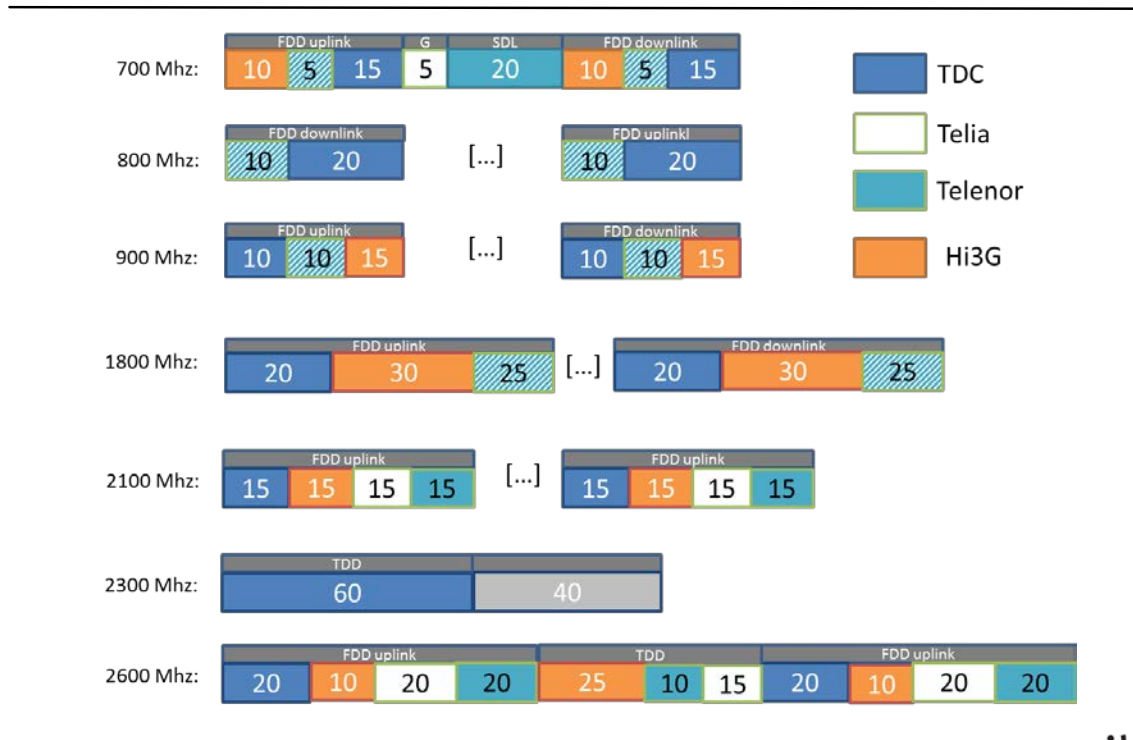 FDD uplink G SDL FDD downlink
700 Mhz: 10 5 15 5 20 10 5 15
TDC
Telia
Telenor
Hi3G
FDD downlink FDD uplinkl
800 Mhz: 10 20 [...] 10 20
FDD uplink FDD downlink
900 Mhz: 10 10 15 [...] 10 10 15
FDD uplink FDD downlink
1800 Mhz: 20 30 25 [...] 20 30 25
FDD uplink FDD uplink
2100 Mhz: 15 15 15 15 [...] 15 15 15 15
TDD
2300 Mhz: 60 40
FDD uplink TDD FDD uplink
2600 Mhz: 20 10 20 20 25 10 15 20 10 20 20